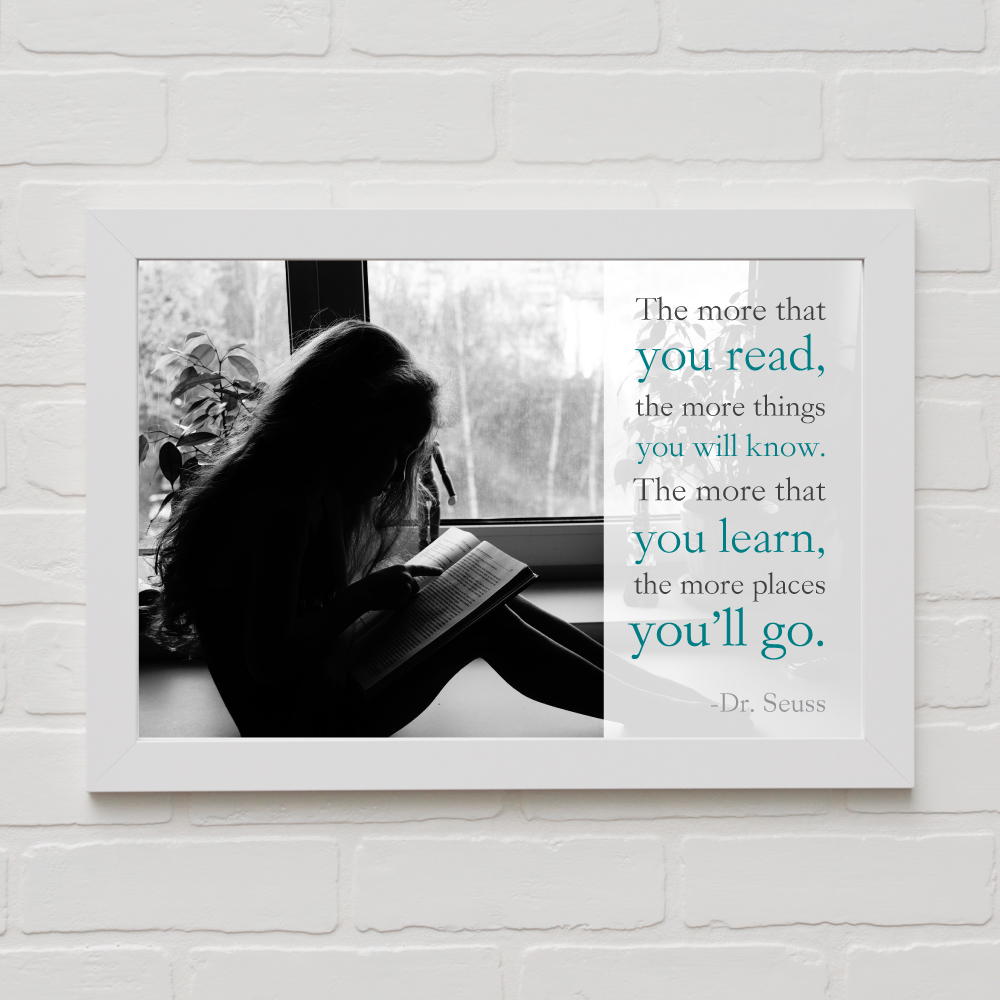 The more that
you read,
the more things
you will know.
The more that
you learn,
the more places
you'll go.
-Dr. Seuss